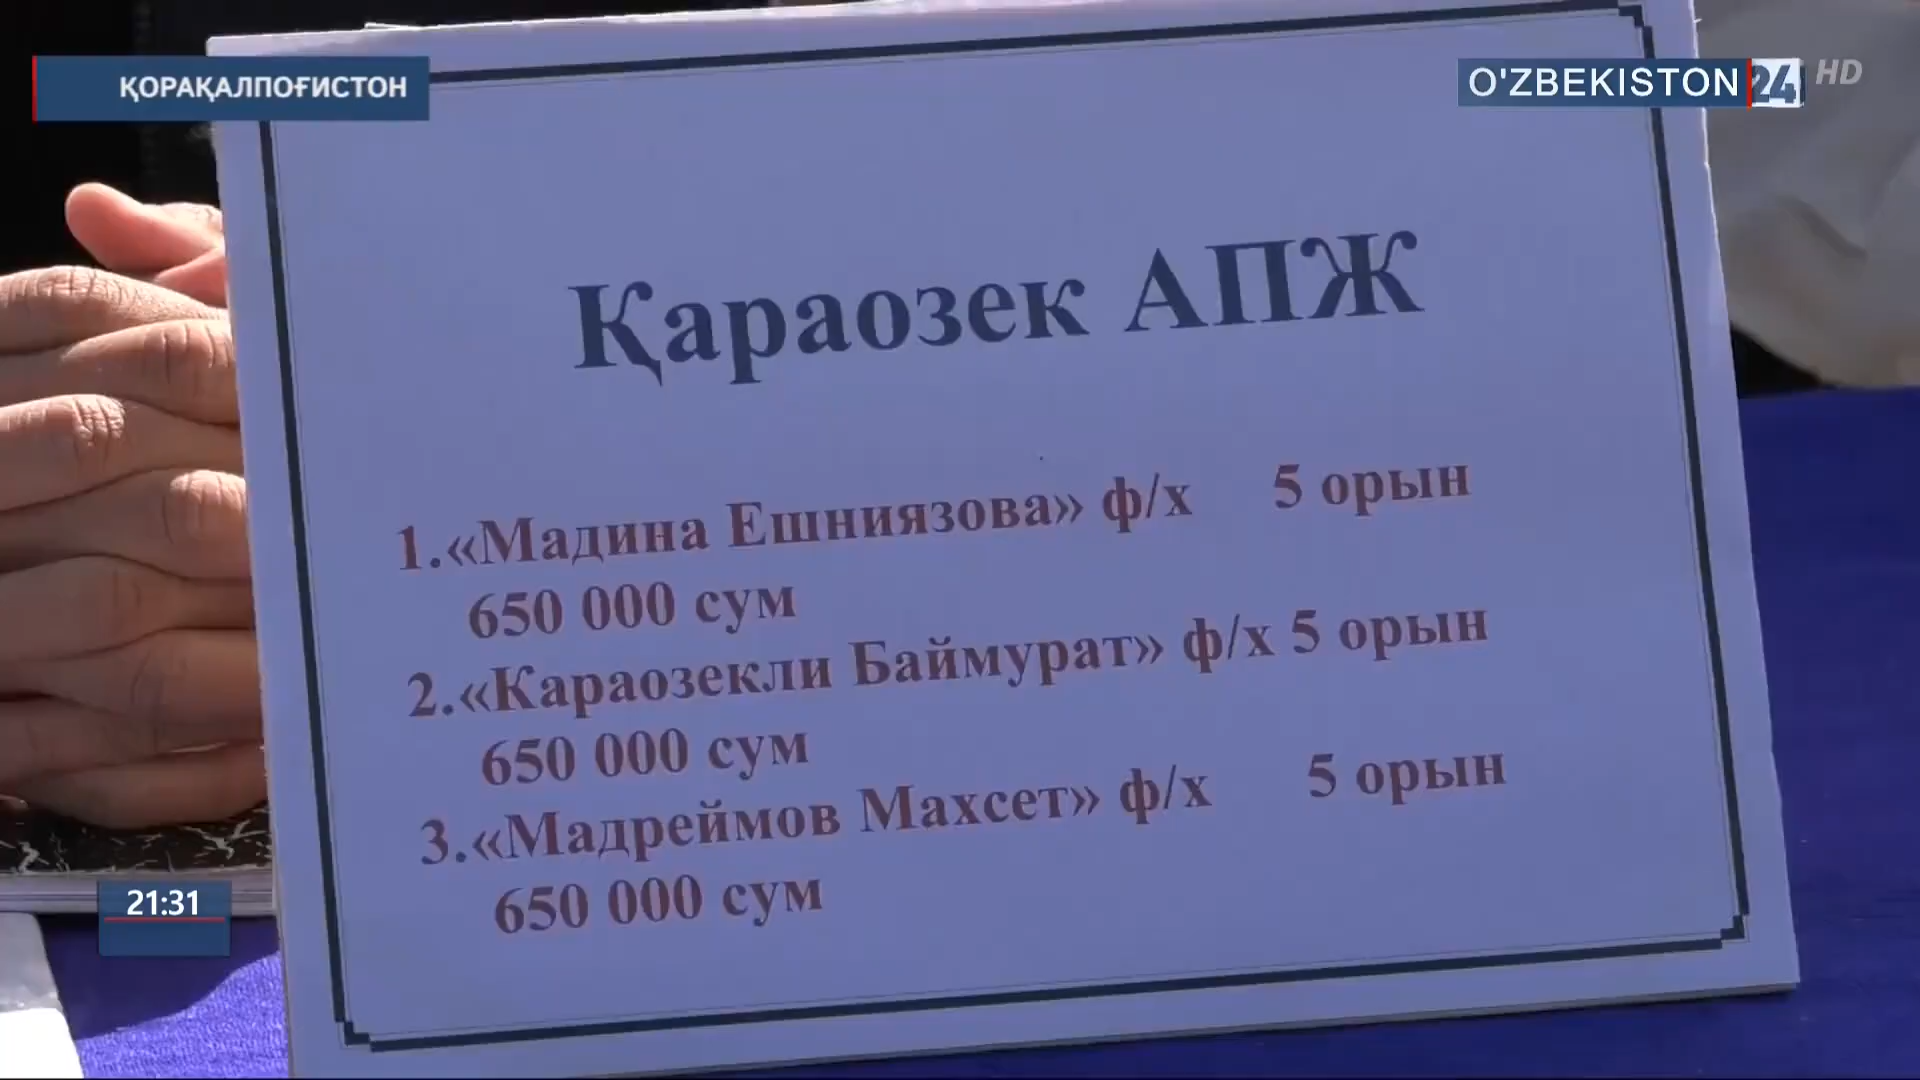 ҚОРАҚАЛПОҒИСТОН
O'ZBEKISTON 24 HD
Қараозек АПЖ
1.«Мадина Ешниязова» ф/х 5 орын
650 000 сум
2.«Караозекли Баймурат» ф/х 5 орын
650 000 сум
3.«Мадреймов Махсет» ф/х 5 орын
650 000 сум
21:31